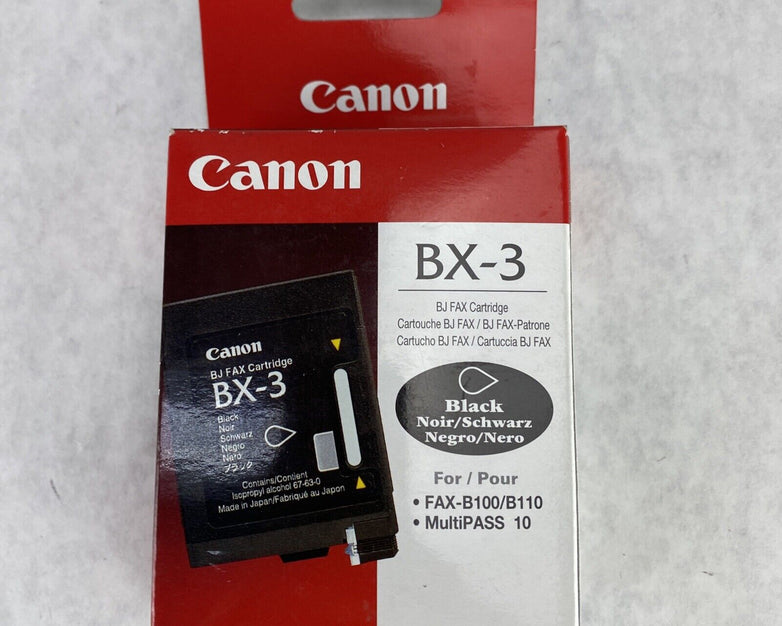 Canon
Canon
BX-3
BJ FAX Cartridge
Cartouche BJ FAX / BJ FAX-Patrone
Cartucho BJ FAX / Cartuccia BJ FAX
Black
Noir/Schwarz
Negro/Nero
For / Pour
• FAX-B100/B110
• MultiPASS 10
Canon
BJ FAX Cartridge
BX-3
Black
Noir
Schwarz
Negro
Nero
ブラック
Contains/Contient
Isopropyl alcohol 67-63-0
Made in Japan/Fabriqué au Japon